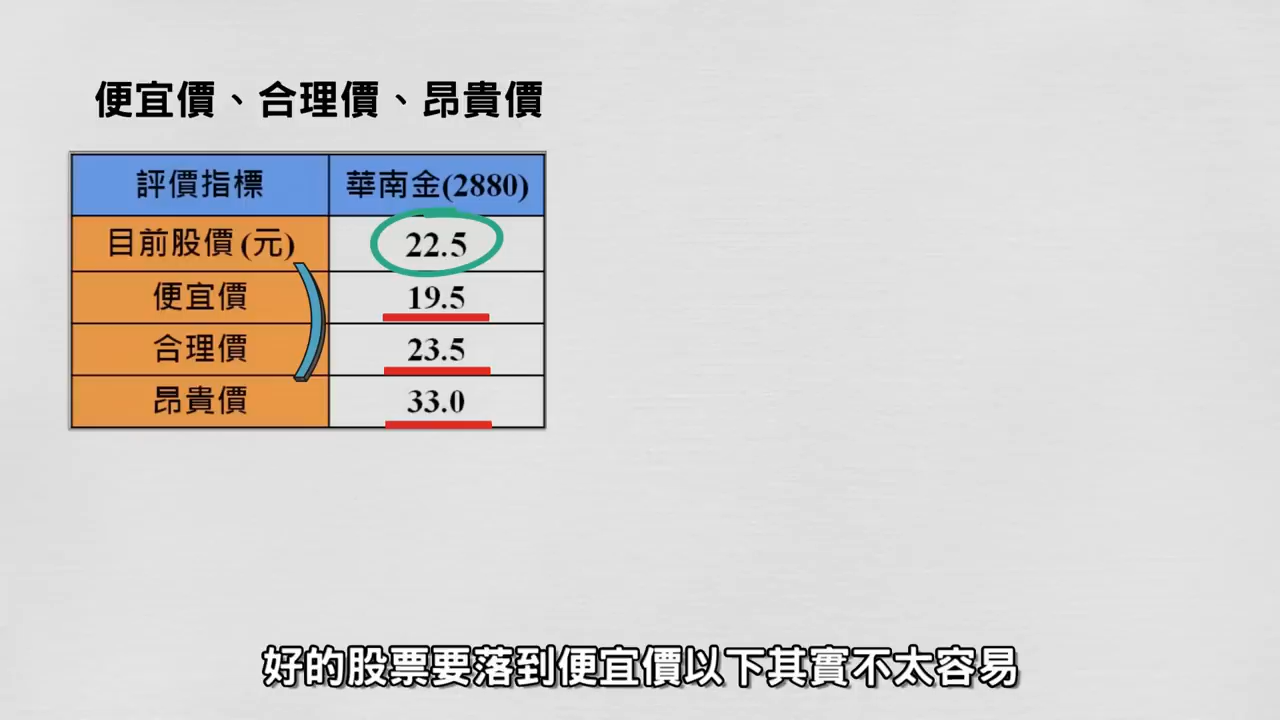 便宜價、合理價、昂貴價
評價指標 華南金(2880)
目前股價(元) 22.5
便宜價 19.5
合理價 23.5
昂貴價 33.0
好的股票要落到便宜價以下其實不太容易